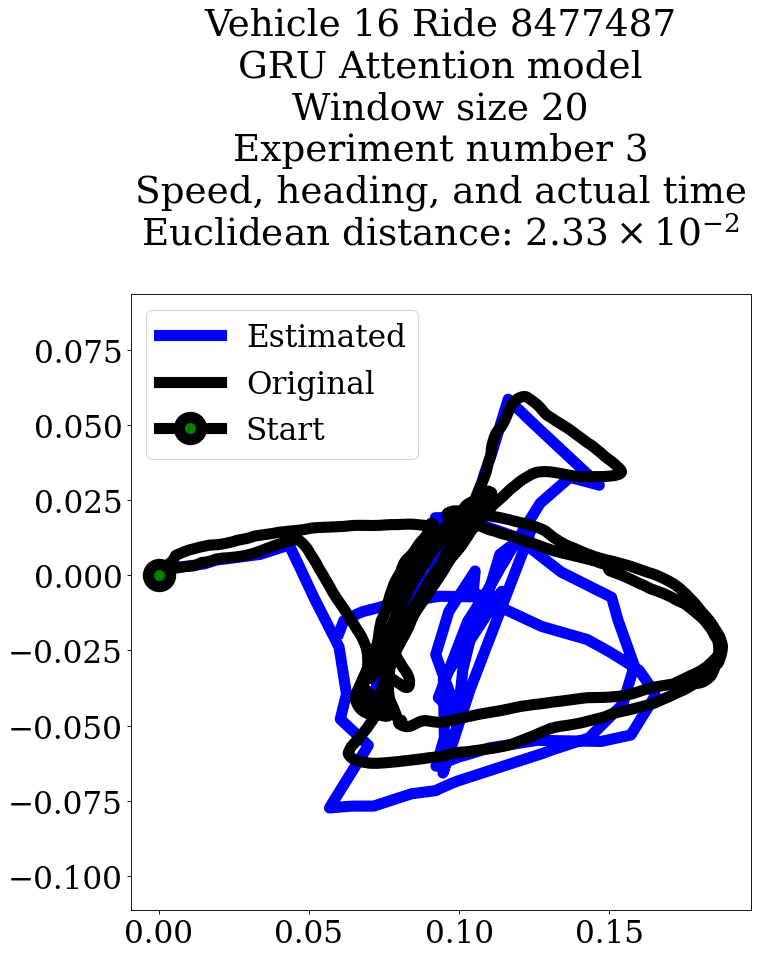 Vehicle 16 Ride 8477487
GRU Attention model
Window size 20
Experiment number 3
Speed, heading, and actual time
Euclidean distance: 2.33 × 10⁻²
Estimated
Original
Start
0.075
0.050
0.025
0.000
−0.025
−0.050
−0.075
−0.100
0.00 0.05 0.10 0.15